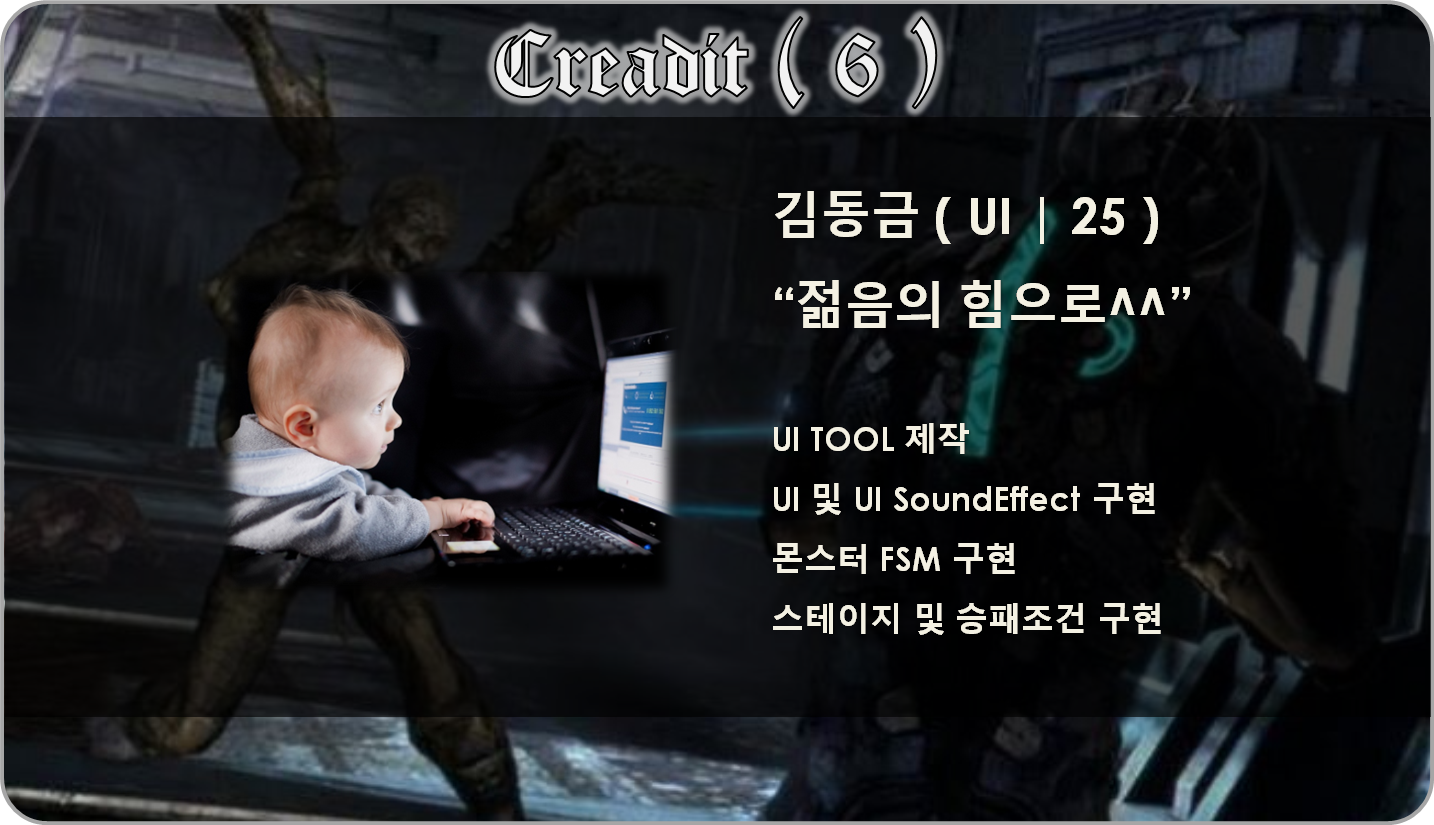 Creadit ( 6 )
김동금 ( UI | 25 )
“젊음의 힘으로^^”
UI TOOL 제작
UI 및 UI SoundEffect 구현
몬스터 FSM 구현
스테이지 및 승패조건 구현